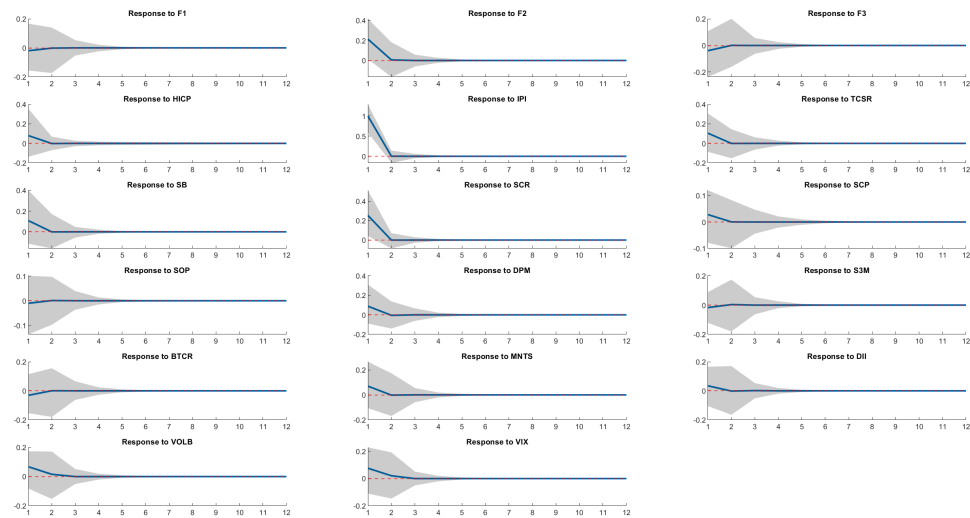 Response to F1
0.2
0
-0.2
1 2 3 4 5 6 7 8 9 10 11 12
Response to F2
0.4
0.2
0
1 2 3 4 5 6 7 8 9 10 11 12
Response to F3
0.2
0
-0.2
1 2 3 4 5 6 7 8 9 10 11 12
Response to HICP
0.4
0.2
0
-0.2
1 2 3 4 5 6 7 8 9 10 11 12
Response to IPI
1
0.5
0
1 2 3 4 5 6 7 8 9 10 11 12
Response to TCSR
0.4
0.2
0
-0.2
1 2 3 4 5 6 7 8 9 10 11 12
Response to SB
0.4
0.2
0
1 2 3 4 5 6 7 8 9 10 11 12
Response to SCR
0.4
0.2
0
1 2 3 4 5 6 7 8 9 10 11 12
Response to SCP
0.1
0
-0.1
1 2 3 4 5 6 7 8 9 10 11 12
Response to SOP
0.1
0
-0.1
1 2 3 4 5 6 7 8 9 10 11 12
Response to DPM
0.4
0.2
0
-0.2
1 2 3 4 5 6 7 8 9 10 11 12
Response to S3M
0.2
0
-0.2
1 2 3 4 5 6 7 8 9 10 11 12
Response to BTCR
0.2
0
-0.2
1 2 3 4 5 6 7 8 9 10 11 12
Response to MNTS
0.2
0
-0.2
1 2 3 4 5 6 7 8 9 10 11 12
Response to DII
0.2
0
-0.2
1 2 3 4 5 6 7 8 9 10 11 12
Response to VOLB
0.2
0
-0.2
1 2 3 4 5 6 7 8 9 10 11 12
Response to VIX
0.2
0
-0.2
1 2 3 4 5 6 7 8 9 10 11 12